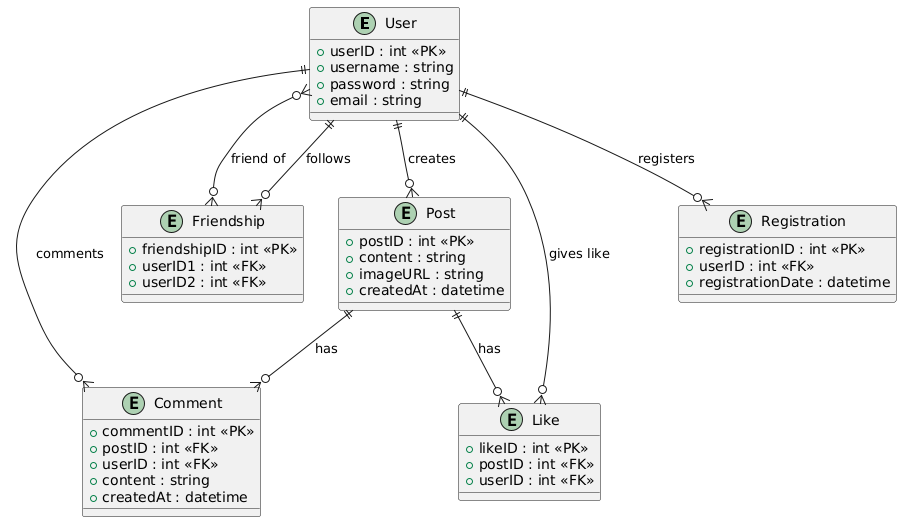 E User
userID : int «PK»
username : string
password : string
email : string
friend of
follows
creates
registers
comments
gives like
E Friendship
friendshipID : int «PK»
userID1 : int «FK»
userID2 : int «FK»
E Post
postID : int «PK»
content : string
imageURL : string
createdAt : datetime
E Registration
registrationID : int «PK»
userID : int «FK»
registrationDate : datetime
has
has
E Comment
commentID : int «PK»
postID : int «FK»
userID : int «FK»
content : string
createdAt : datetime
E Like
likeID : int «PK»
postID : int «FK»
userID : int «FK»